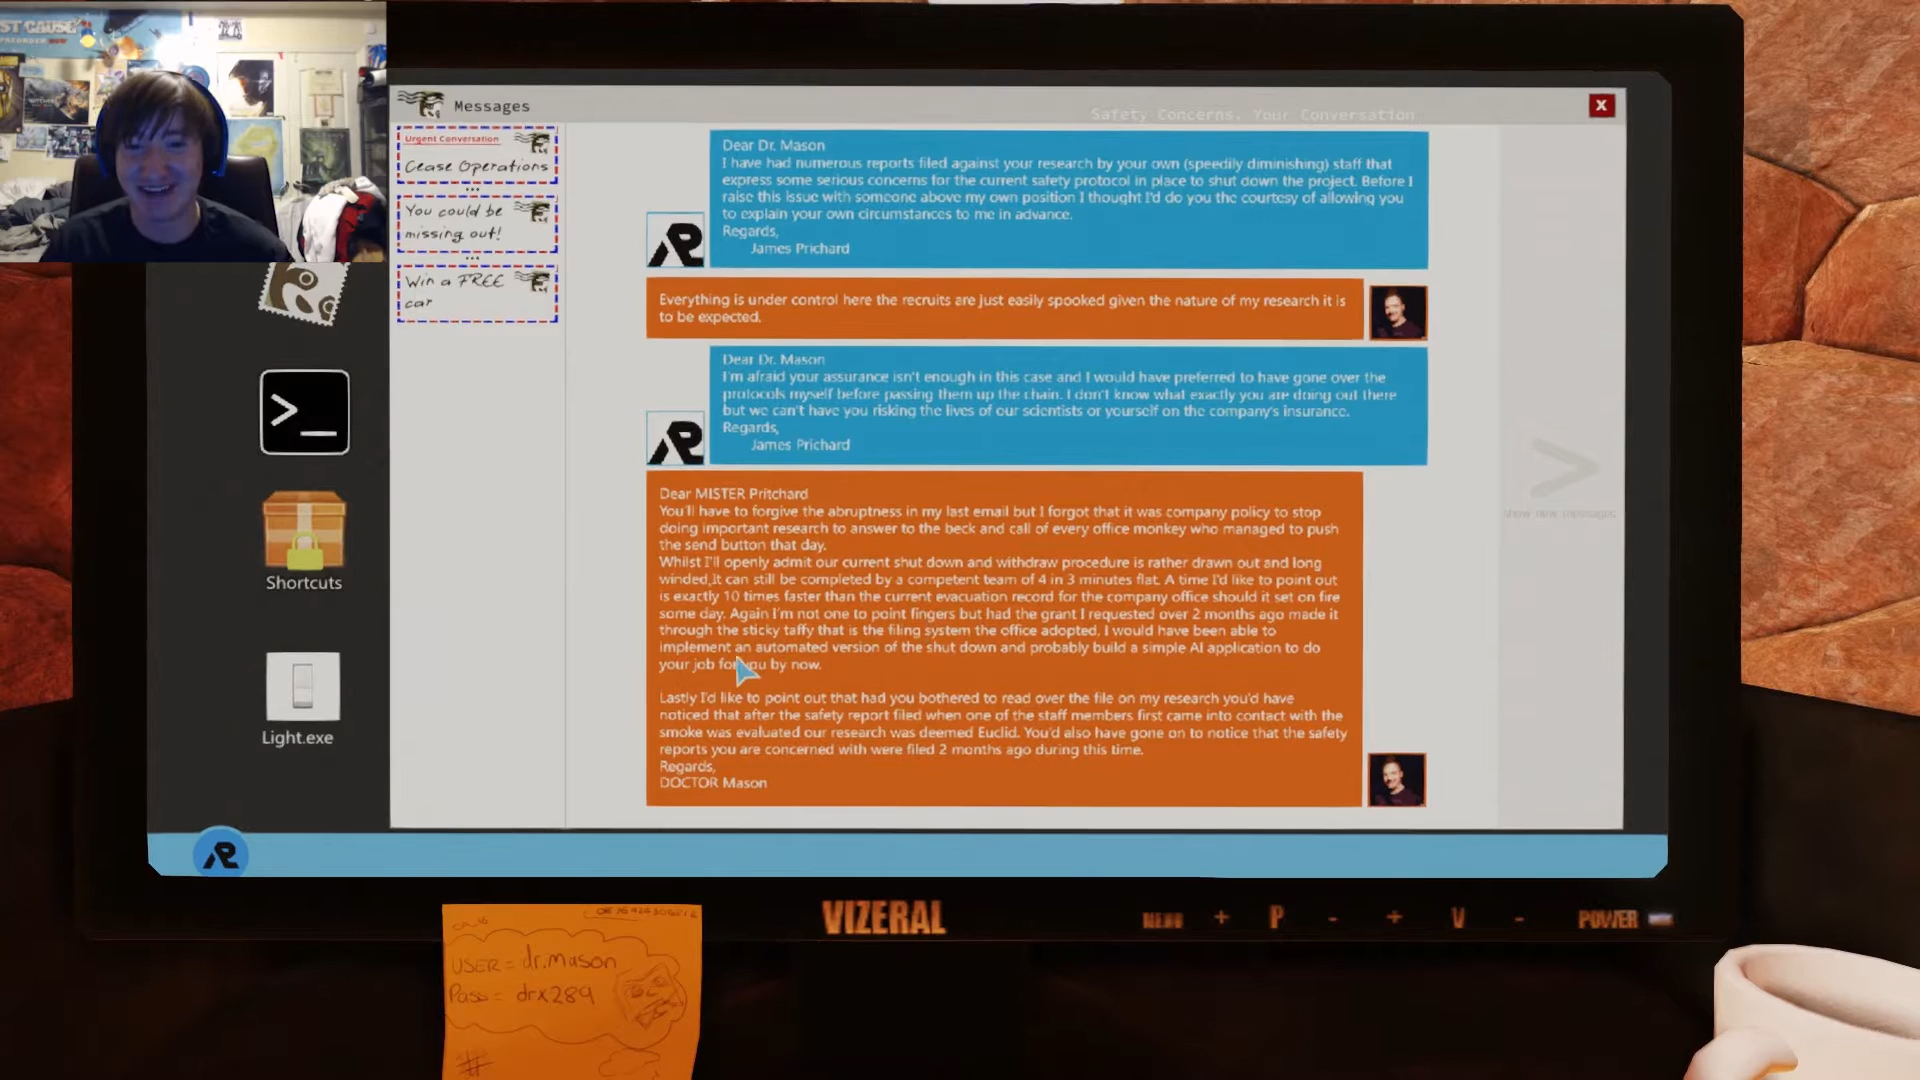 ST CAUSE
Messages
Safety Concerns. Your Conversation
X
Urgent Conversation
Cease Operations
...
You could be
missing out!
...
Win a FREE
car
Dear Dr. Mason
I have had numerous reports filed against your research by your own (speedily diminishing) staff that
express some serious concerns for the current safety protocol in place to shut down the project. Before I
raise this issue with someone above my own position I thought I'd do you the courtesy of allowing you
to explain your own circumstances to me in advance.
Regards,
James Prichard
Everything is under control here the recruits are just easily spooked given the nature of my research it is
to be expected.
Dear Dr. Mason
I'm afraid your assurance isn't enough in this case and I would have preferred to have gone over the
protocols myself before passing them up the chain. I don't know what exactly you are doing out there
but we can't have you risking the lives of our scientists or yourself on the company's insurance.
Regards,
James Prichard
Dear MISTER Pritchard
You'll have to forgive the abruptness in my last email but I forgot that it was company policy to stop
doing important research to answer to the beck and call of every office monkey who managed to push
the send button that day.
Whilst I'll openly admit our current shut down and withdraw procedure is rather drawn out and long
winded,It can still be completed by a competent team of 4 in 3 minutes flat. A time I'd like to point out
is exactly 10 times faster than the current evacuation record for the company office should it set on fire
some day. Again I'm not one to point fingers but had the grant I requested over 2 months ago made it
through the sticky taffy that is the filing system the office adopted, I would have been able to
implement an automated version of the shut down and probably build a simple AI application to do
your job for you by now.
Lastly I'd like to point out that had you bothered to read over the file on my research you'd have
noticed that after the safety report filed when one of the staff members first came into contact with the
smoke was evaluated our research was deemed Euclid. You'd also have gone on to notice that the safety
reports you are concerned with were filed 2 months ago during this time.
Regards,
DOCTOR Mason
>
show new messages
>_
Shortcuts
Light.exe
VIZERAL
MENU + P - + V - POWER
USER = dr.mason
Pass = drx289
#